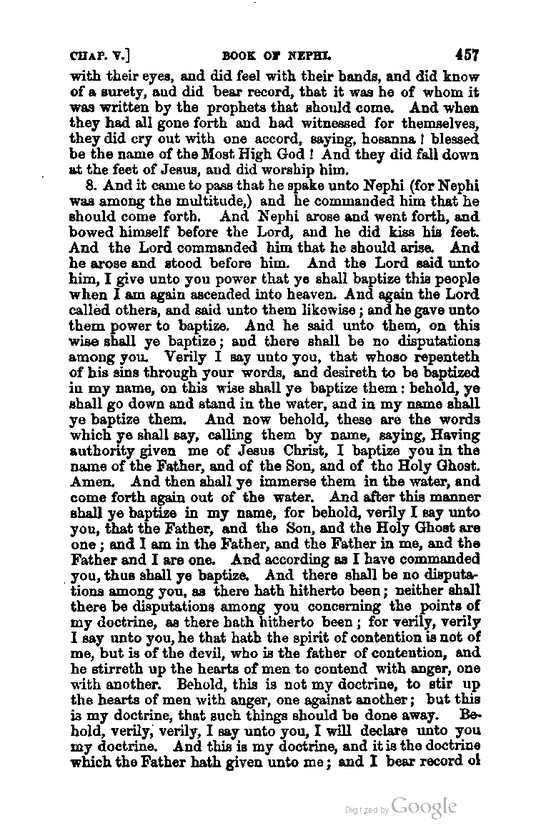 CHAP. V.] BOOK OF NEPHI. 457
with their eyes, and did feel with their hands, and did know
of a surety, and did bear record, that it was he of whom it
was written by the prophets that should come. And when
they had all gone forth and had witnessed for themselves,
they did cry out with one accord, saying, hosanna! blessed
be the name of the Most High God! And they did fall down
at the feet of Jesus, and did worship him.
8. And it came to pass that he spake unto Nephi (for Nephi
was among the multitude,) and he commanded him that he
should come forth. And Nephi arose and went forth, and
bowed himself before the Lord, and he did kiss his feet.
And the Lord commanded him that he should arise. And
he arose and stood before him. And the Lord said unto
him, I give unto you power that ye shall baptize this people
when I am again ascended into heaven. And again the Lord
called others, and said unto them likewise; and he gave unto
them power to baptize. And he said unto them, on this
wise shall ye baptize; and there shall be no disputations
among you. Verily I say unto you, that whoso repenteth
of his sins through your words, and desireth to be baptized
in my name, on this wise shall ye baptize them: behold, ye
shall go down and stand in the water, and in my name shall
ye baptize them. And now behold, these are the words
which ye shall say, calling them by name, saying, Having
authority given me of Jesus Christ, I baptize you in the
name of the Father, and of the Son, and of the Holy Ghost.
Amen. And then shall ye immerse them in the water, and
come forth again out of the water. And after this manner
shall ye baptize in my name, for behold, verily I say unto
you, that the Father, and the Son, and the Holy Ghost are
one; and I am in the Father, and the Father in me, and the
Father and I are one. And according as I have commanded
you, thus shall ye baptize. And there shall be no disputa-
tions among you, as there hath hitherto been; neither shall
there be disputations among you concerning the points of
my doctrine, as there hath hitherto been; for verily, verily
I say unto you, he that hath the spirit of contention is not of
me, but is of the devil, who is the father of contention, and
he stirreth up the hearts of men to contend with anger, one
with another. Behold, this is not my doctrine, to stir up
the hearts of men with anger, one against another; but this
is my doctrine, that such things should be done away. Be-
hold, verily, verily, I say unto you, I will declare unto you
my doctrine. And this is my doctrine, and it is the doctrine
which the Father hath given unto me; and I bear record of
Digitized by Google